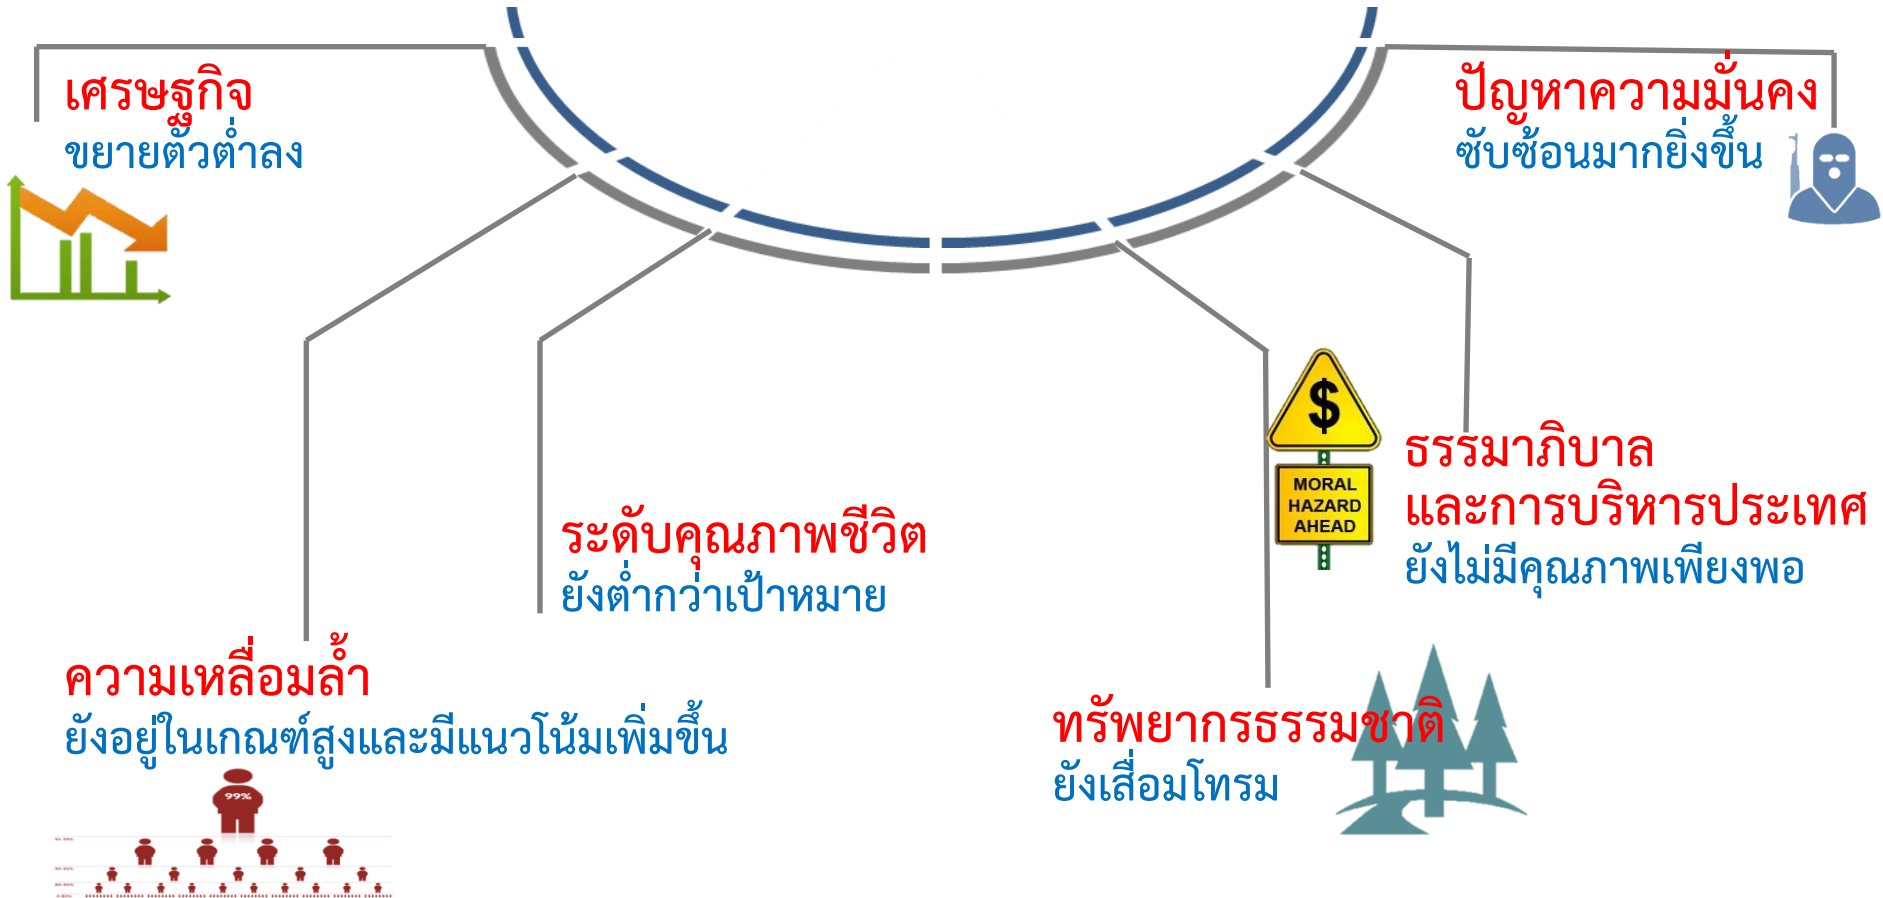 เศรษฐกิจ
ขยายตัวต่ำลง
ปัญหาความมั่นคง
ซับซ้อนมากยิ่งขึ้น
$
MORAL
HAZARD
AHEAD
ธรรมาภิบาล
และการบริหารประเทศ
ยังไม่มีคุณภาพเพียงพอ
ระดับคุณภาพชีวิต
ยังต่ำกว่าเป้าหมาย
ความเหลื่อมล้ำ
ยังอยู่ในเกณฑ์สูงและมีแนวโน้มเพิ่มขึ้น
ทรัพยากรธรรมชาติ
ยังเสื่อมโทรม
99%